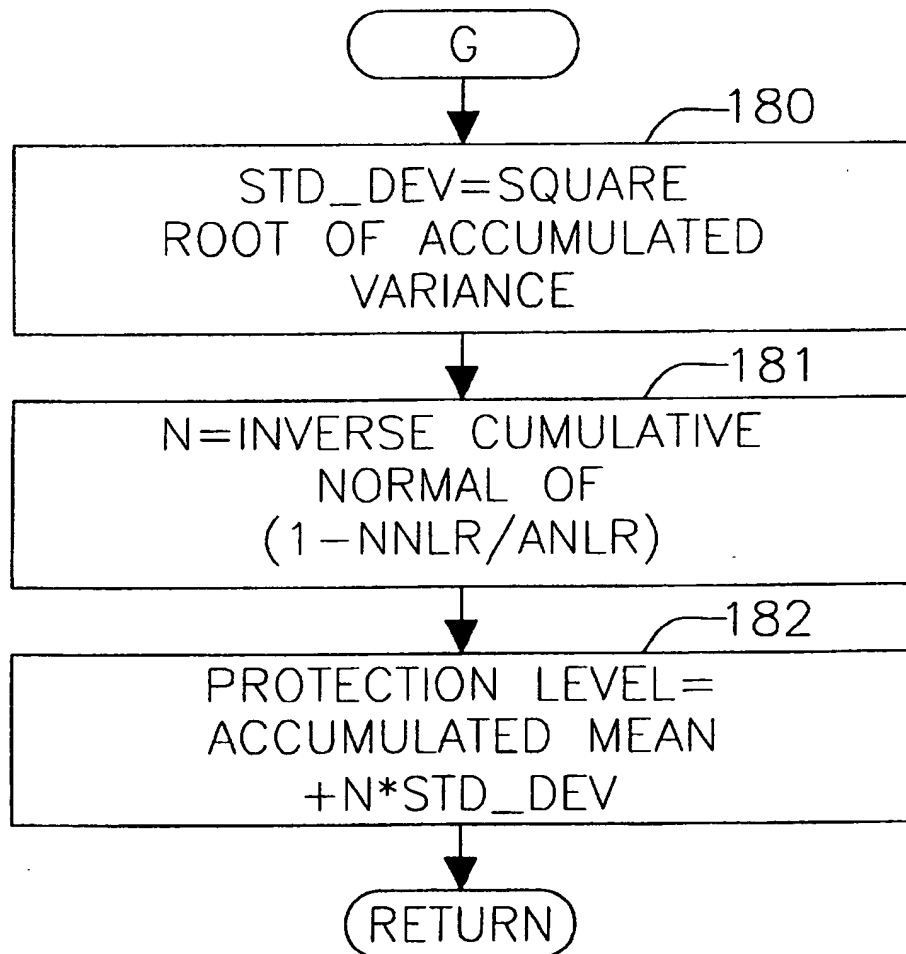 G
180
STD_DEV=SQUARE
ROOT OF ACCUMULATED
VARIANCE
181
N=INVERSE CUMULATIVE
NORMAL OF
(1-NNLR/ANLR)
182
PROTECTION LEVEL=
ACCUMULATED MEAN
+N*STD_DEV
RETURN